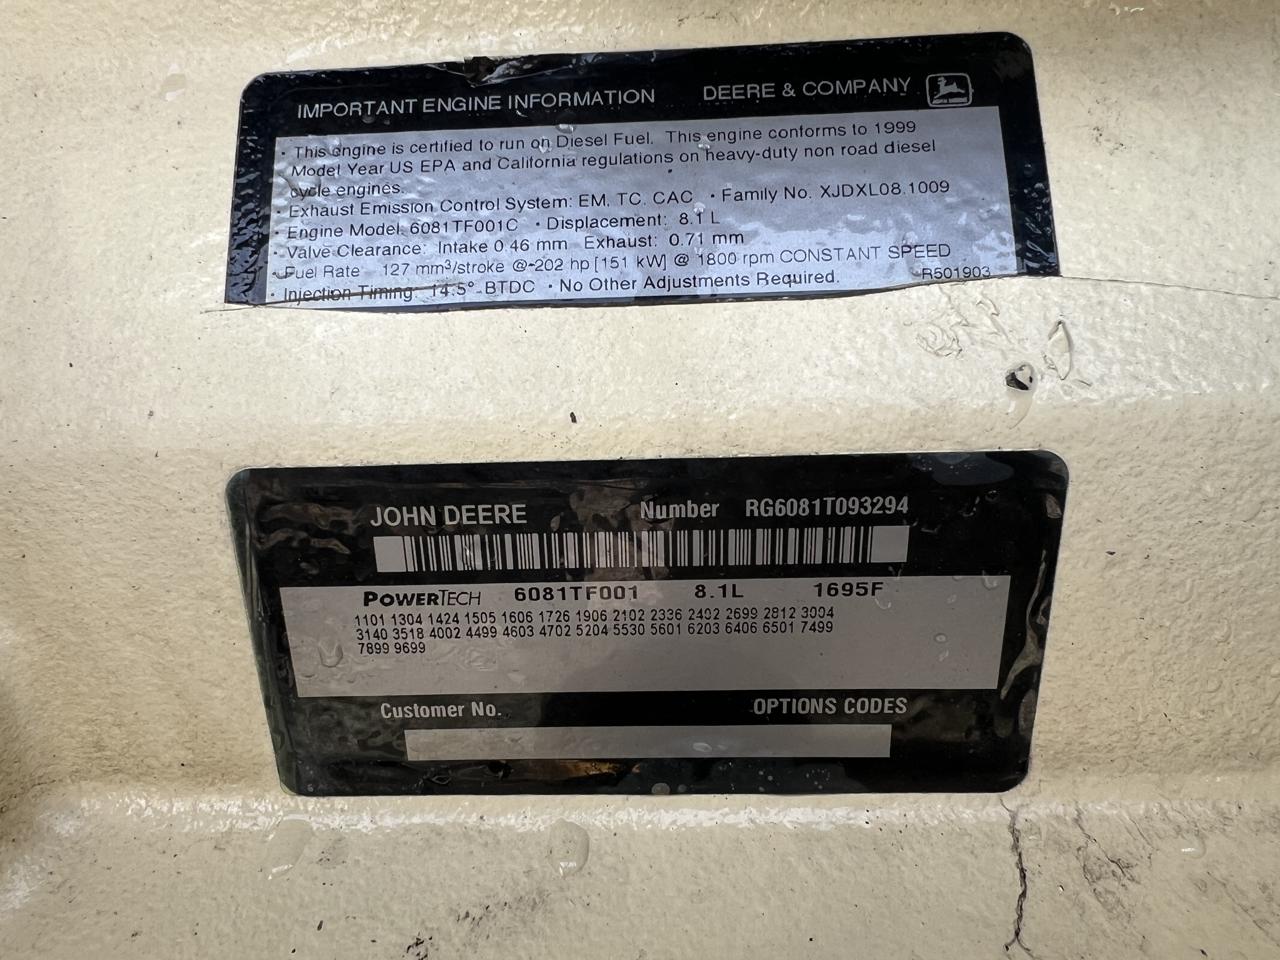 IMPORTANT ENGINE INFORMATION DEERE & COMPANY
JOHN DEERE
· This engine is certified to run on Diesel Fuel. This engine conforms to 1999
Model Year US EPA and California regulations on heavy-duty non road diesel
cycle engines.
· Exhaust Emission Control System: EM, TC, CAC · Family No. XJDXL08.1009
· Engine Model: 6081TF001C · Displacement: 8.1 L
· Valve Clearance: Intake 0.46 mm Exhaust: 0.71 mm
· Fuel Rate 127 mm³/stroke @ 202 hp [151 kW] @ 1800 rpm CONSTANT SPEED
· Injection Timing: 14.5° BTDC · No Other Adjustments Required. R501903
JOHN DEERE Number RG6081T093294
POWERTECH 6081TF001 8.1L 1695F
1101 1304 1424 1505 1606 1726 1906 2102 2336 2402 2699 2812 3004
3140 3518 4002 4499 4603 4702 5204 5530 5601 6203 6406 6501 7499
7899 9699
Customer No. OPTIONS CODES